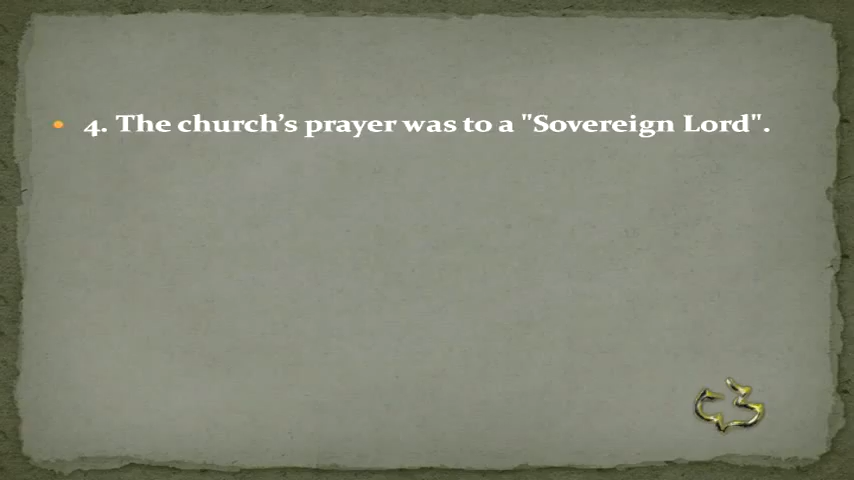 • 4. The church’s prayer was to a "Sovereign Lord".